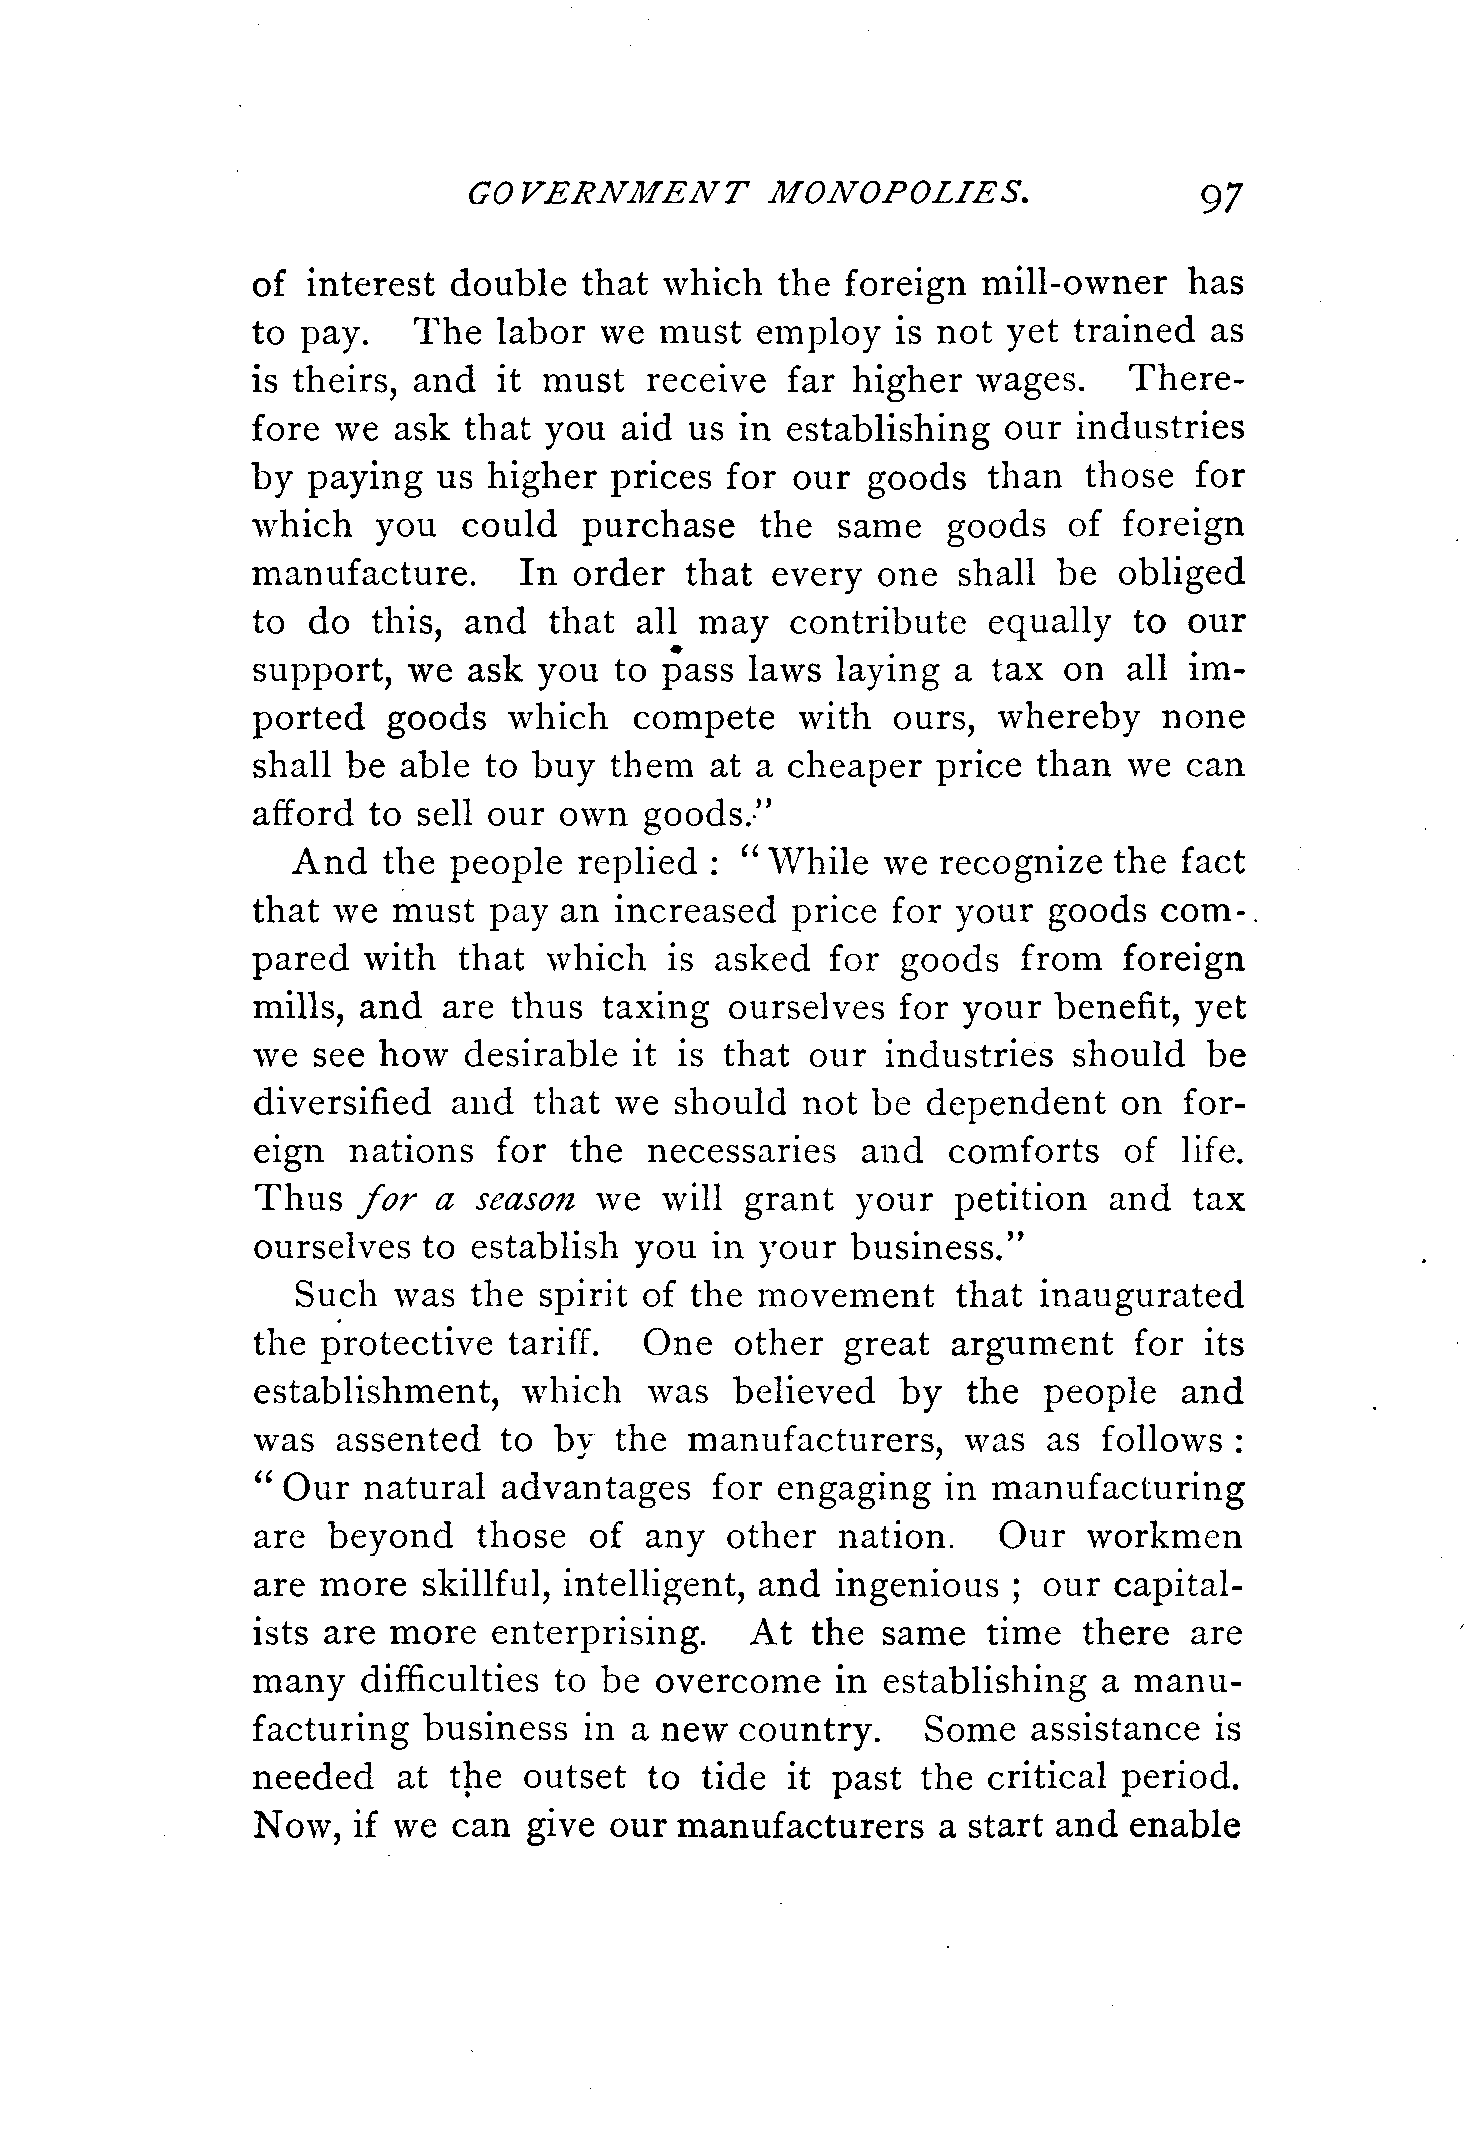 GOVERNMENT MONOPOLIES. 97
of interest double that which the foreign mill-owner has
to pay. The labor we must employ is not yet trained as
is theirs, and it must receive far higher wages. There-
fore we ask that you aid us in establishing our industries
by paying us higher prices for our goods than those for
which you could purchase the same goods of foreign
manufacture. In order that every one shall be obliged
to do this, and that all may contribute equally to our
support, we ask you to pass laws laying a tax on all im-
ported goods which compete with ours, whereby none
shall be able to buy them at a cheaper price than we can
afford to sell our own goods."
And the people replied : " While we recognize the fact
that we must pay an increased price for your goods com-
pared with that which is asked for goods from foreign
mills, and are thus taxing ourselves for your benefit, yet
we see how desirable it is that our industries should be
diversified and that we should not be dependent on for-
eign nations for the necessaries and comforts of life.
Thus for a season we will grant your petition and tax
ourselves to establish you in your business."
Such was the spirit of the movement that inaugurated
the protective tariff. One other great argument for its
establishment, which was believed by the people and
was assented to by the manufacturers, was as follows :
" Our natural advantages for engaging in manufacturing
are beyond those of any other nation. Our workmen
are more skillful, intelligent, and ingenious ; our capital-
ists are more enterprising. At the same time there are
many difficulties to be overcome in establishing a manu-
facturing business in a new country. Some assistance is
needed at the outset to tide it past the critical period.
Now, if we can give our manufacturers a start and enable